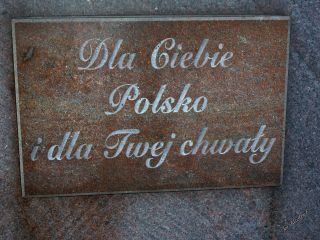 Dla Ciebie
Polsko
i dla Twej chwały